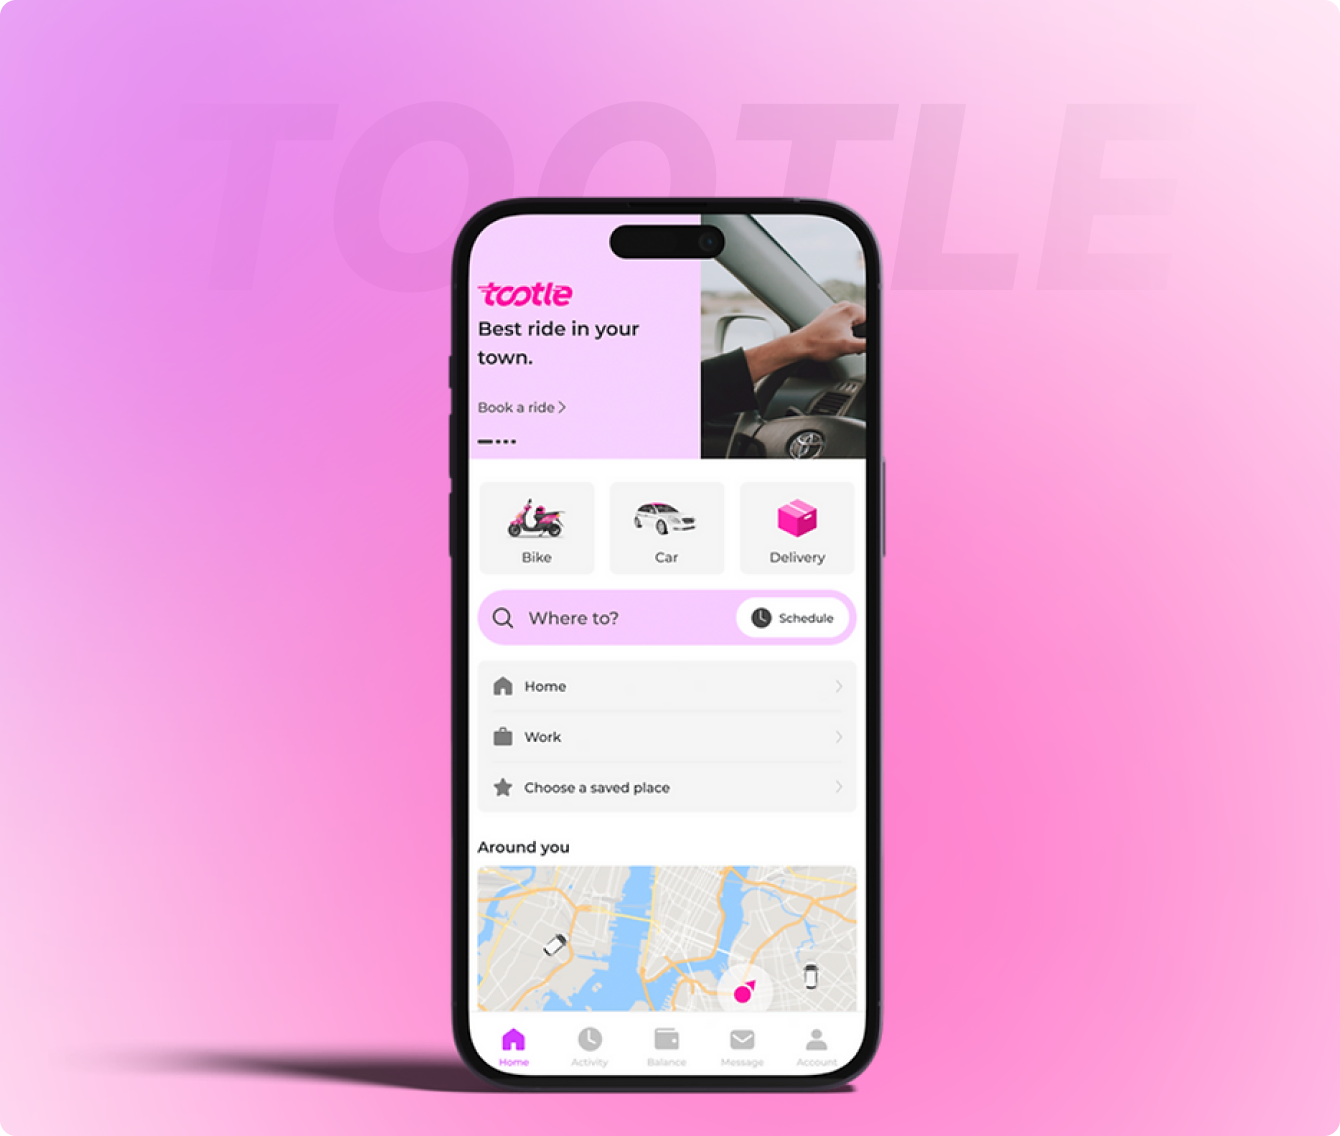 TOOTLE
tootle
Best ride in your
town.
Book a ride
Bike
Car
Delivery
Where to?
Schedule
Home
Work
Choose a saved place
Around you
Home
Activity
Balance
Message
Account